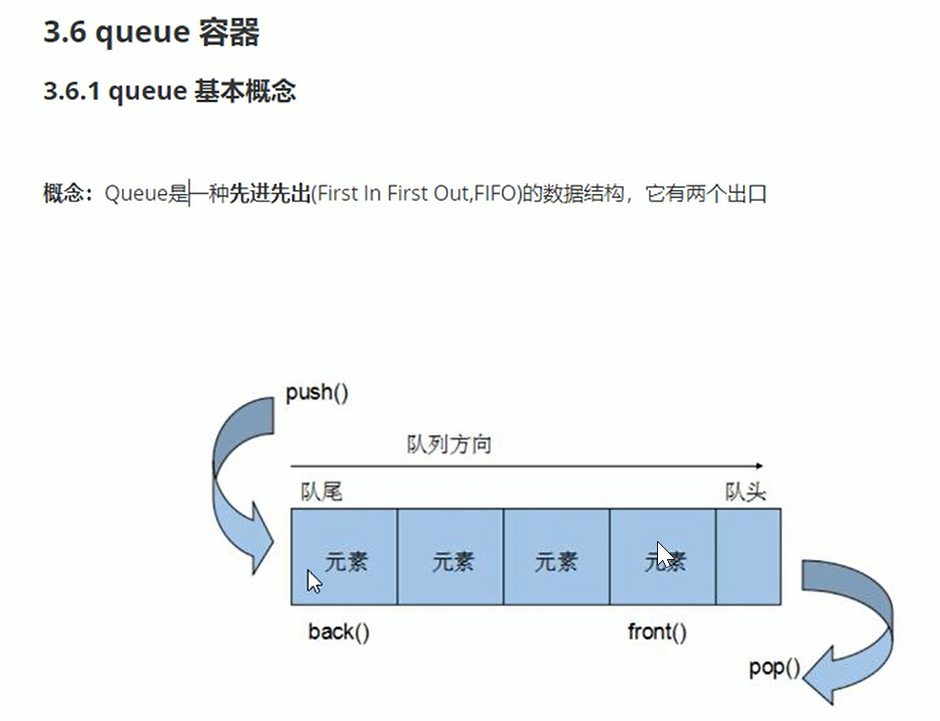 3.6 queue 容器
3.6.1 queue 基本概念
概念：Queue是一种先进先出(First In First Out,FIFO)的数据结构，它有两个出口
push()
队列方向
队尾 队头
元素 元素 元素 元素
back() front()
pop()